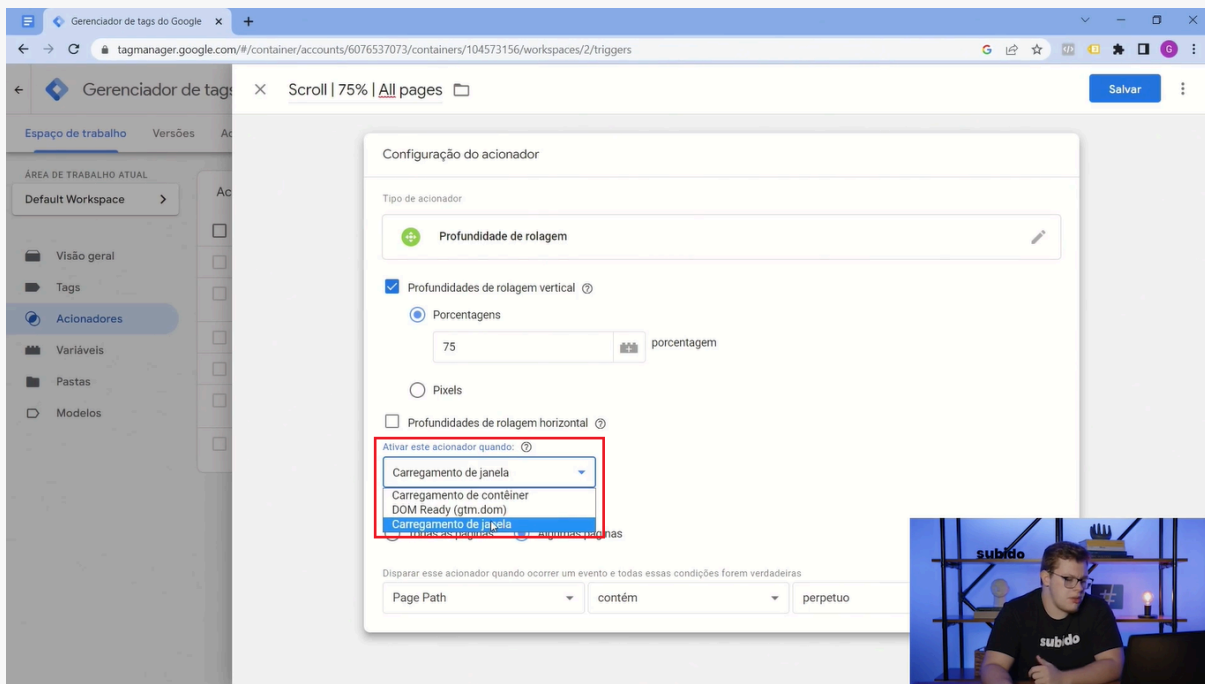 Gerenciador de tags do Google
tagmanager.google.com/#/container/accounts/6076537073/containers/104573156/workspaces/2/triggers
Gerenciador de tags
Scroll | 75% | All pages
Salvar
Espaço de trabalho Versões
ÁREA DE TRABALHO ATUAL
Default Workspace
Visão geral
Tags
Acionadores
Variáveis
Pastas
Modelos
Configuração do acionador
Tipo de acionador
Profundidade de rolagem
Profundidades de rolagem vertical
Porcentagens
75 porcentagem
Pixels
Profundidades de rolagem horizontal
Ativar este acionador quando:
Carregamento de janela
Carregamento de contêiner
DOM Ready (gtm.dom)
Carregamento de janela
Todas as páginas Algumas páginas
Disparar esse acionador quando ocorrer um evento e todas essas condições forem verdadeiras
Page Path contém perpetuo
subido
subido